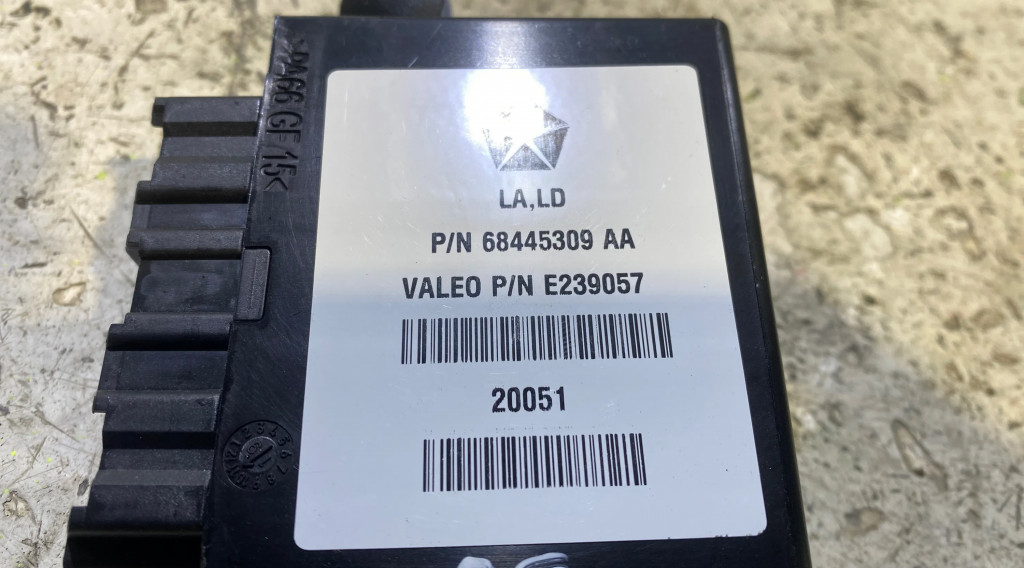 >PA66 GF 15<
LA,LD
P/N 68445309 AA
VALEO P/N E239057
20051